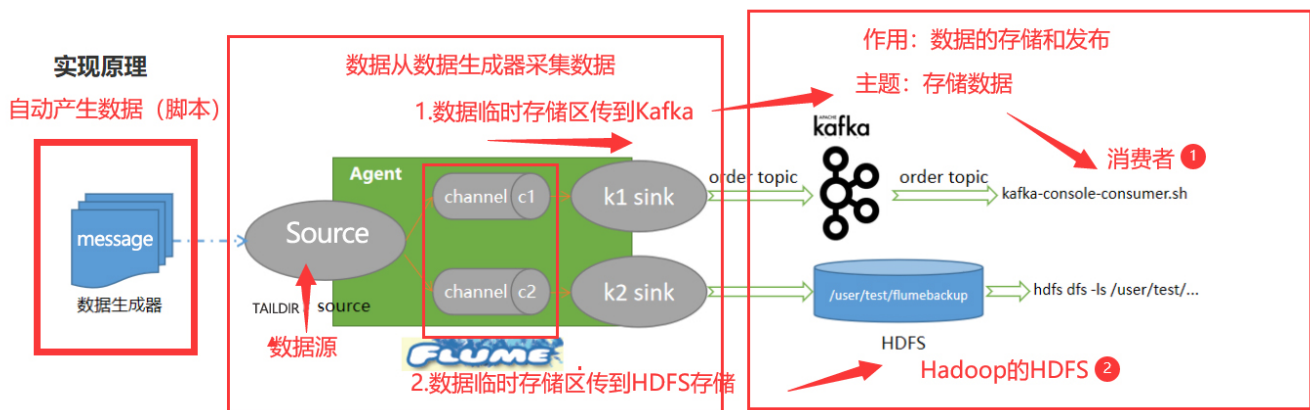 实现原理
自动产生数据（脚本）
message
数据生成器
数据从数据生成器采集数据
1.数据临时存储区传到Kafka
Agent
Source
channel c1
channel c2
k1 sink
k2 sink
TAILDIR source
数据源
FLUME
2.数据临时存储区传到HDFS存储
作用：数据的存储和发布
主题：存储数据
APACHE
kafka
消费者 1
order topic
order topic
kafka-console-consumer.sh
/user/test/flumebackup
hdfs dfs -ls /user/test/...
HDFS
Hadoop的HDFS 2